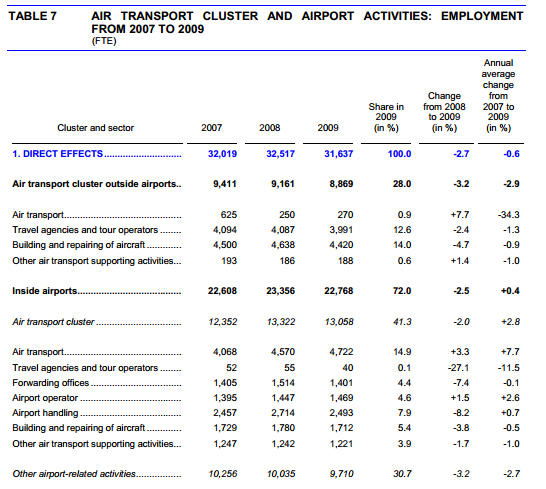 TABLE 7 AIR TRANSPORT CLUSTER AND AIRPORT ACTIVITIES: EMPLOYMENT
FROM 2007 TO 2009
(FTE)
Cluster and sector 2007 2008 2009 Share in 2009 (in %) Change from 2008 to 2009 (in %) Annual average change from 2007 to 2009 (in %)
1. DIRECT EFFECTS.............................. 32,019 32,517 31,637 100.0 -2.7 -0.6
Air transport cluster outside airports.. 9,411 9,161 8,869 28.0 -3.2 -2.9
Air transport....................................... 625 250 270 0.9 +7.7 -34.3
Travel agencies and tour operators ........ 4,094 4,087 3,991 12.6 -2.4 -1.3
Building and repairing of aircraft ............ 4,500 4,638 4,420 14.0 -4.7 -0.9
Other air transport supporting activities... 193 186 188 0.6 +1.4 -1.0
Inside airports................................... 22,608 23,356 22,768 72.0 -2.5 +0.4
Air transport cluster ............................ 12,352 13,322 13,058 41.3 -2.0 +2.8
Air transport....................................... 4,068 4,570 4,722 14.9 +3.3 +7.7
Travel agencies and tour operators ........ 52 55 40 0.1 -27.1 -11.5
Forwarding offices .............................. 1,405 1,514 1,401 4.4 -7.4 -0.1
Airport operator .................................. 1,395 1,447 1,469 4.6 +1.5 +2.6
Airport handling .................................. 2,457 2,714 2,493 7.9 -8.2 +0.7
Building and repairing of aircraft ............ 1,729 1,780 1,712 5.4 -3.8 -0.5
Other air transport supporting activities... 1,247 1,242 1,221 3.9 -1.7 -1.0
Other airport-related activities............... 10,256 10,035 9,710 30.7 -3.2 -2.7